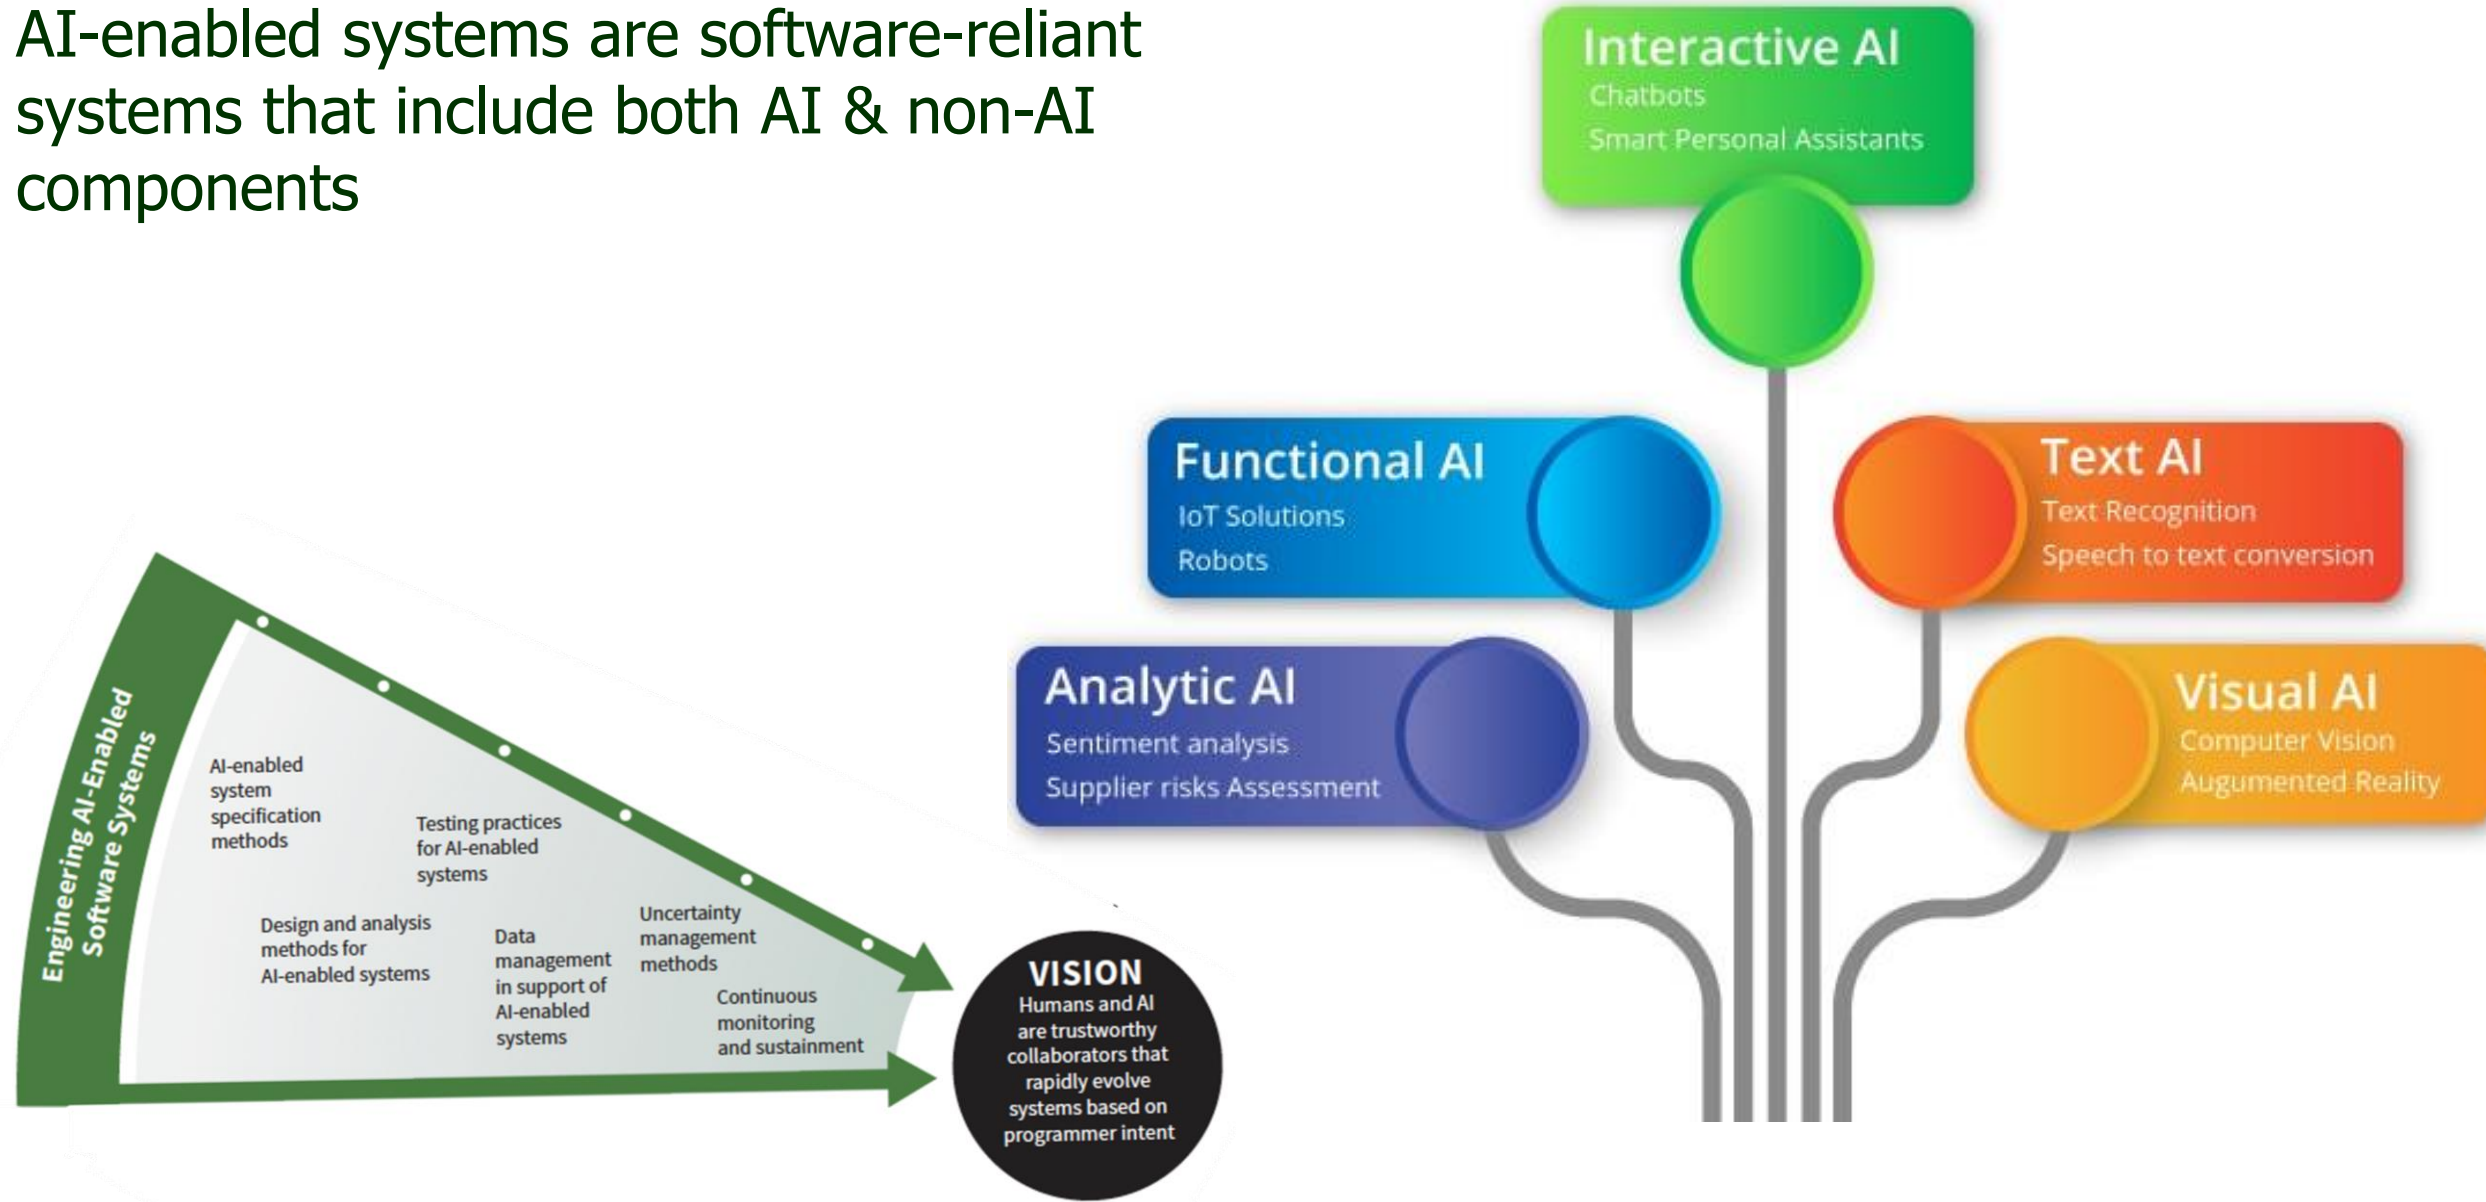 AI-enabled systems are software-reliant
systems that include both AI & non-AI
components
Interactive AI
Chatbots
Smart Personal Assistants
Functional AI
IoT Solutions
Robots
Text AI
Text Recognition
Speech to text conversion
Analytic AI
Sentiment analysis
Supplier risks Assessment
Visual AI
Computer Vision
Augumented Reality
Engineering AI-Enabled
Software Systems
AI-enabled
system
specification
methods
Testing practices
for AI-enabled
systems
Design and analysis
methods for
AI-enabled systems
Data
management
in support of
AI-enabled
systems
Uncertainty
management
methods
Continuous
monitoring
and sustainment
VISION
Humans and AI
are trustworthy
collaborators that
rapidly evolve
systems based on
programmer intent